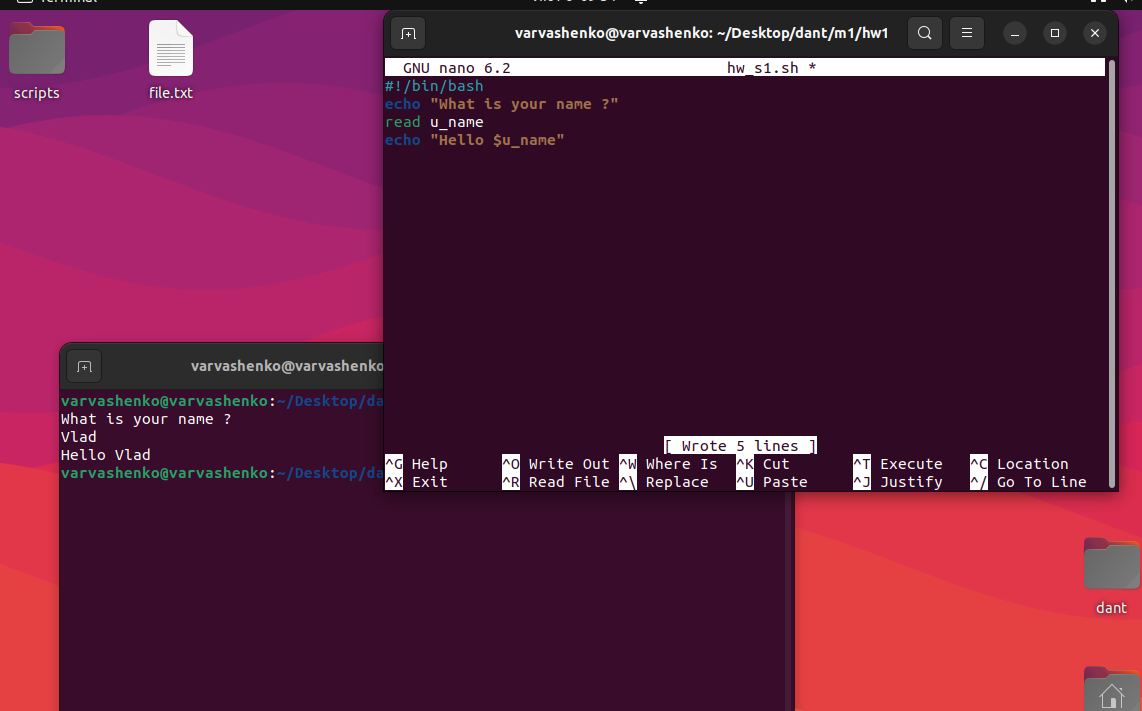 scripts
file.txt
varvashenko@varvashenko: ~/Desktop/dant/m1/hw1
GNU nano 6.2 hw_s1.sh *
#!/bin/bash
echo "What is your name ?"
read u_name
echo "Hello $u_name"
[ Wrote 5 lines ]
^G Help ^O Write Out ^W Where Is ^K Cut ^T Execute ^C Location
^X Exit ^R Read File ^\ Replace ^U Paste ^J Justify ^/ Go To Line
varvashenko@varvashenko
varvashenko@varvashenko:~/Desktop/da
What is your name ?
Vlad
Hello Vlad
varvashenko@varvashenko:~/Desktop/da
dant